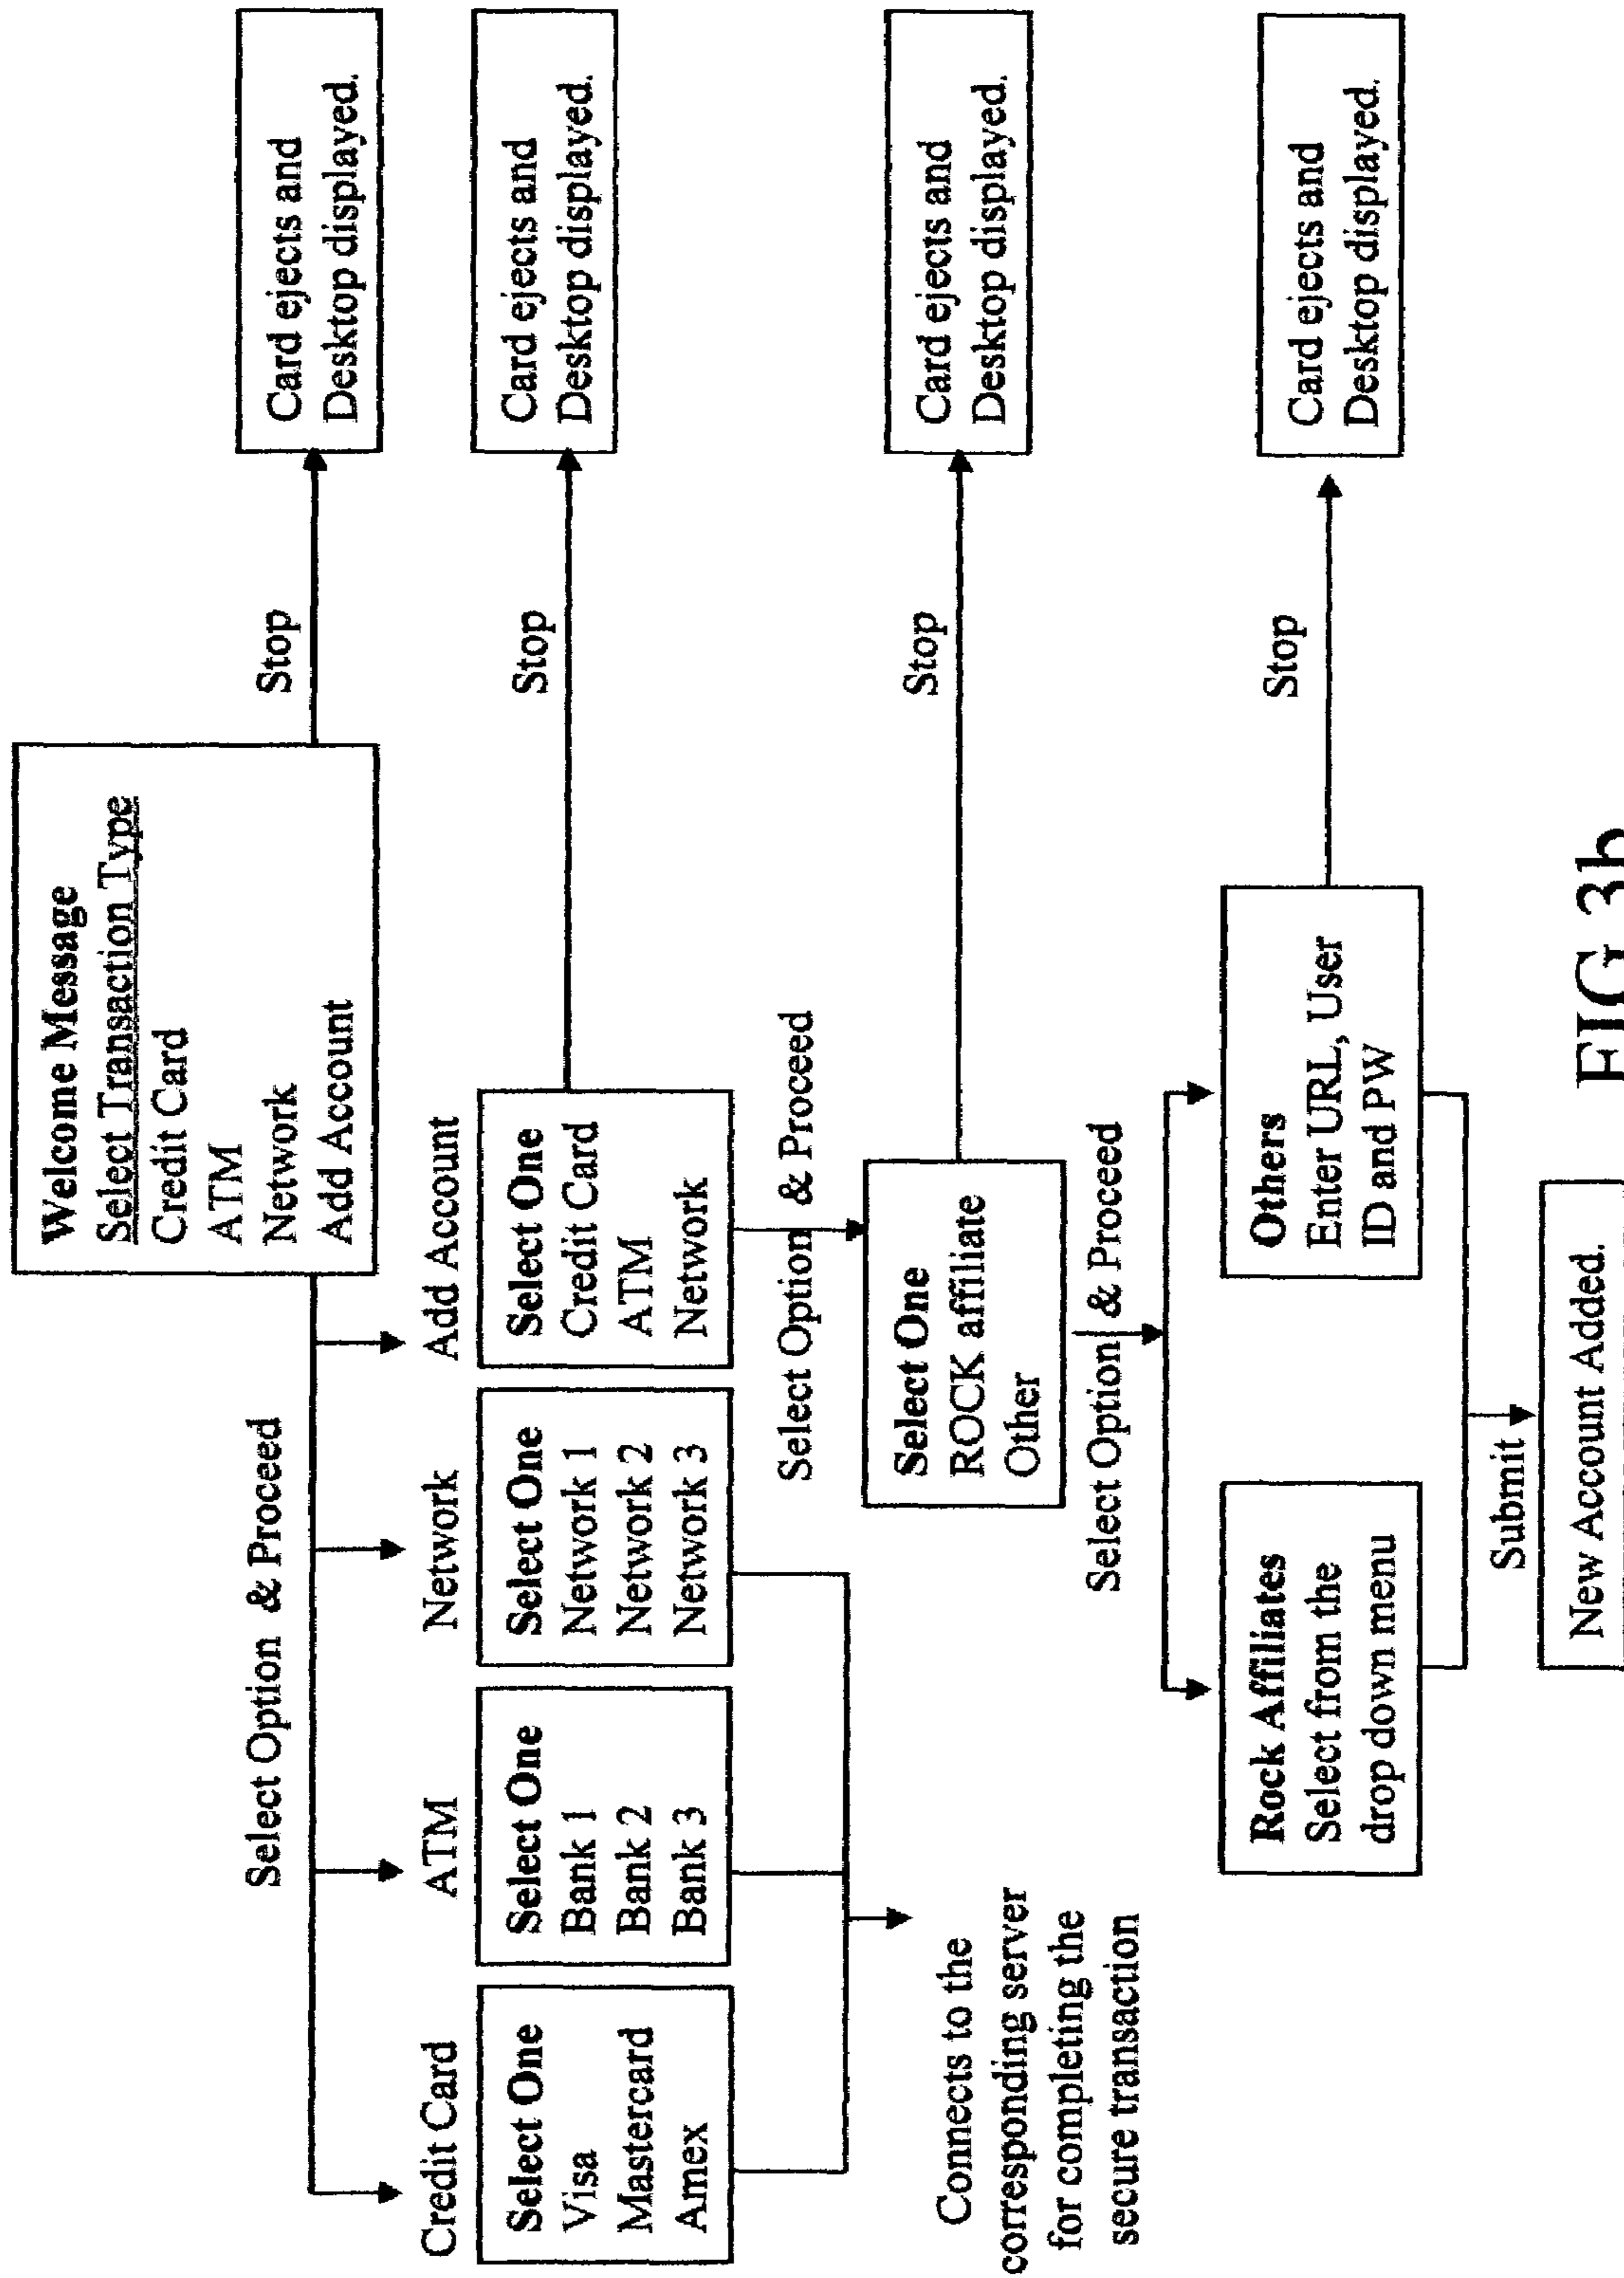 Welcome Message
Select Transaction Type
Credit Card
ATM
Network
Add Account
Stop
Card ejects and
Desktop displayed.
Select Option & Proceed
Credit Card
ATM
Network
Add Account
Select One
Visa
Mastercard
Amex
Select One
Bank 1
Bank 2
Bank 3
Select One
Network 1
Network 2
Network 3
Select One
Credit Card
ATM
Network
Stop
Card ejects and
Desktop displayed.
Connects to the
corresponding server
for completing the
secure transaction
Select Option & Proceed
Select One
ROCK affiliate
Other
Stop
Card ejects and
Desktop displayed.
Select Option & Proceed
Rock Affiliates
Select from the
drop down menu
Others
Enter URL, User
ID and PW
Stop
Card ejects and
Desktop displayed.
Submit
New Account Added.
FIG 3b